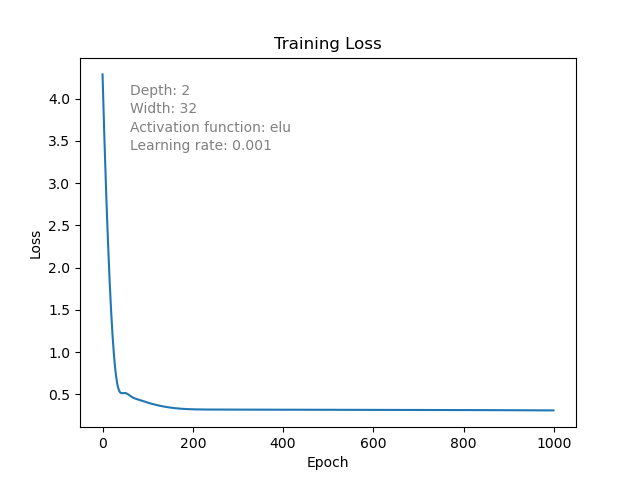 Training Loss
Depth: 2
Width: 32
Activation function: elu
Learning rate: 0.001
4.0
3.5
3.0
2.5
2.0
1.5
1.0
0.5
Loss
0 200 400 600 800 1000
Epoch